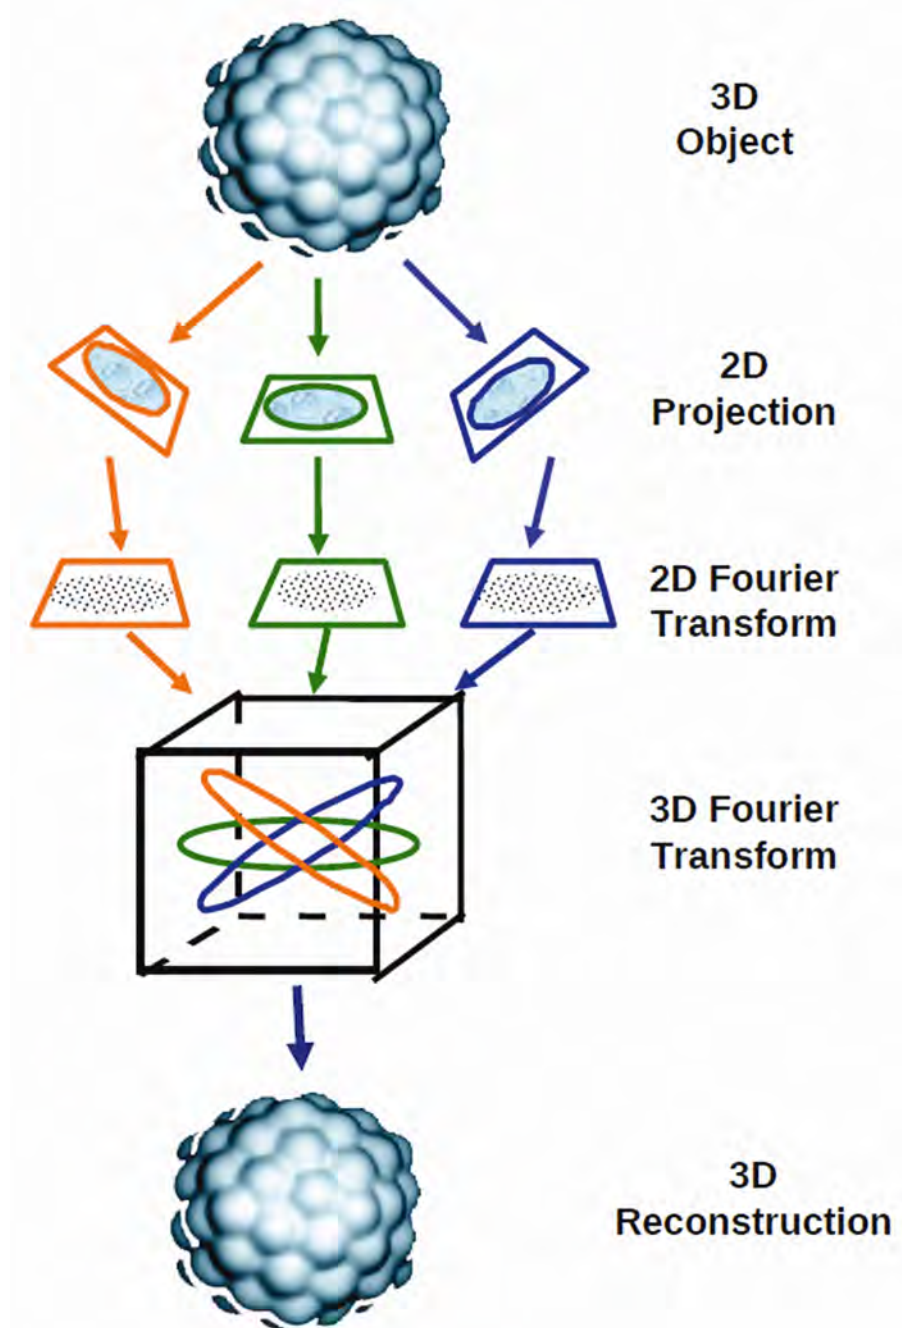 3D
Object
2D
Projection
2D Fourier
Transform
3D Fourier
Transform
3D
Reconstruction